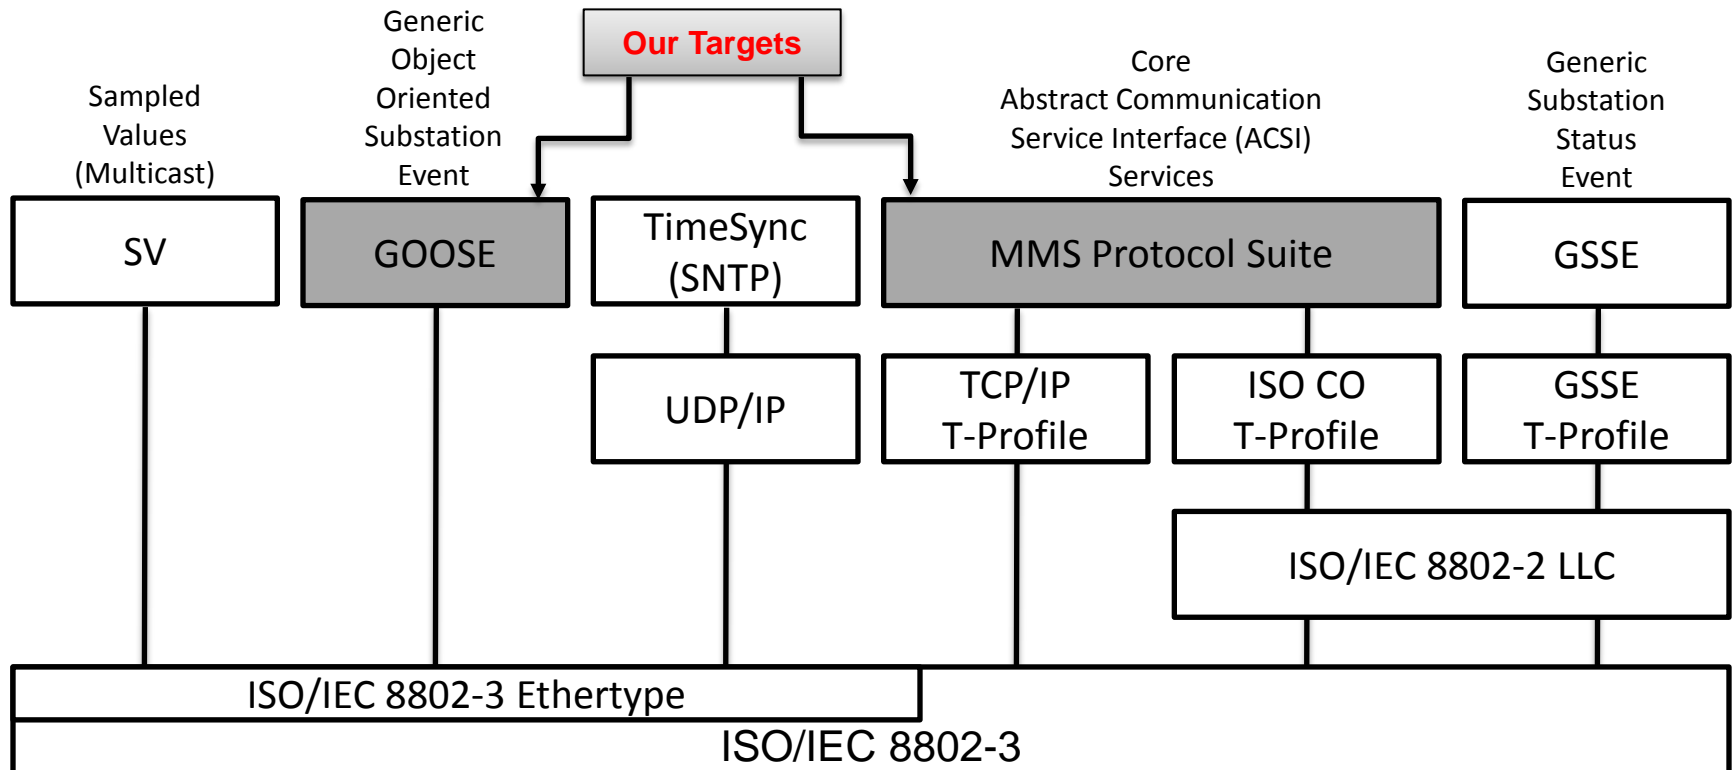 Our Targets
Sampled
Values
(Multicast)
Generic
Object
Oriented
Substation
Event
Core
Abstract Communication
Service Interface (ACSI)
Services
Generic
Substation
Status
Event
SV
GOOSE
TimeSync
(SNTP)
MMS Protocol Suite
GSSE
UDP/IP
TCP/IP
T-Profile
ISO CO
T-Profile
GSSE
T-Profile
ISO/IEC 8802-2 LLC
ISO/IEC 8802-3 Ethertype
ISO/IEC 8802-3